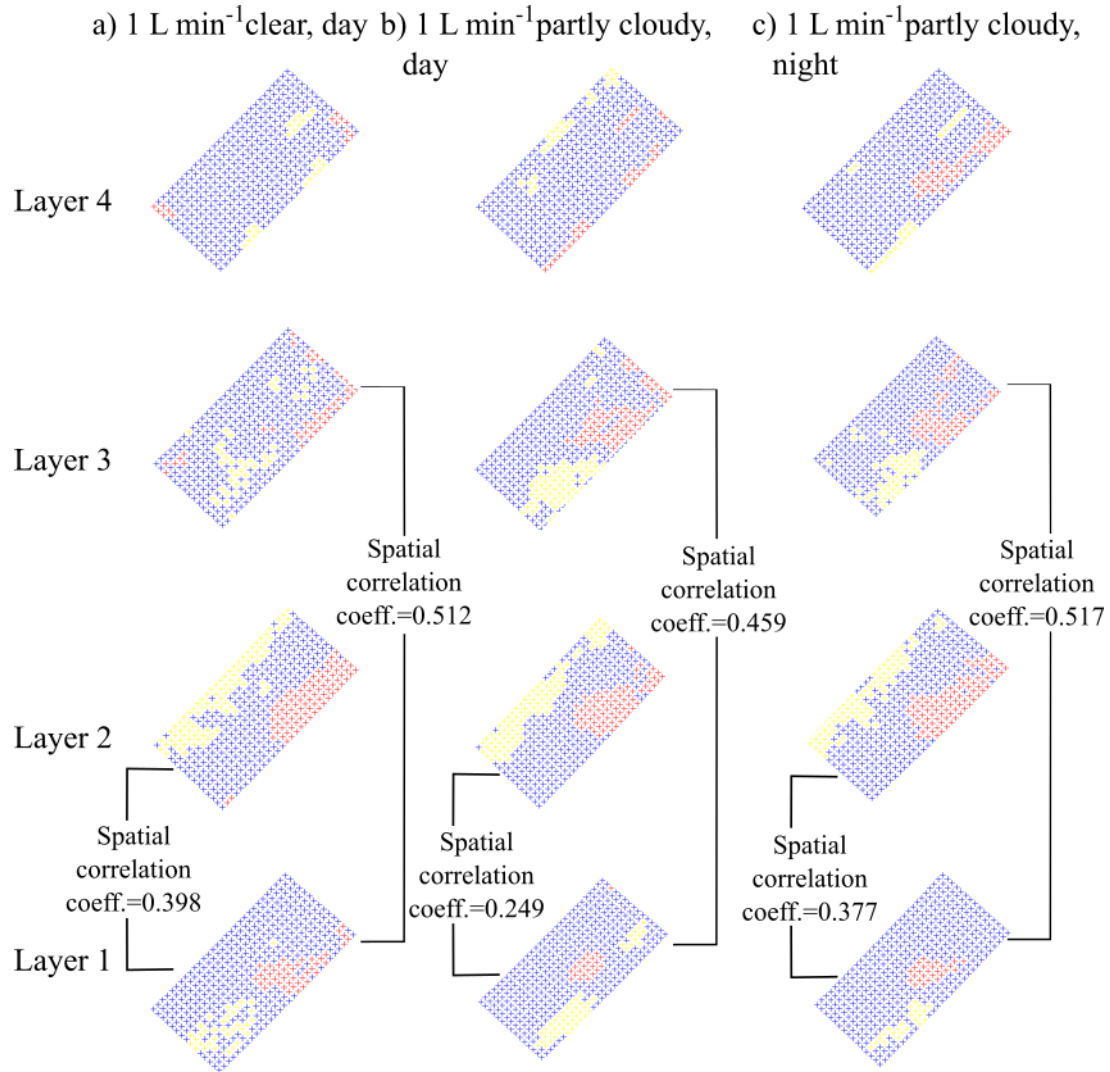 a) 1 L min⁻¹clear, day
b) 1 L min⁻¹partly cloudy,
day
c) 1 L min⁻¹partly cloudy,
night
Layer 4
Layer 3
Spatial
correlation
coeff.=0.512
Spatial
correlation
coeff.=0.459
Spatial
correlation
coeff.=0.517
Layer 2
Spatial
correlation
coeff.=0.398
Spatial
correlation
coeff.=0.249
Spatial
correlation
coeff.=0.377
Layer 1